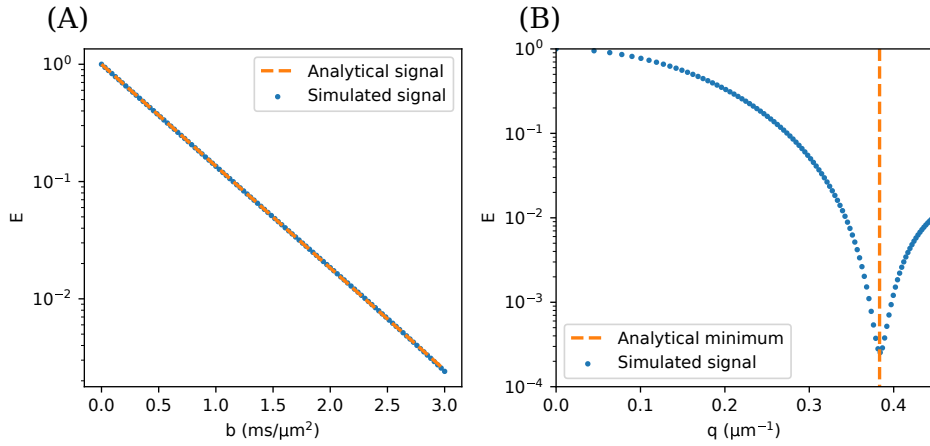 (A)
(B)
10⁰
10⁻¹
10⁻²
E
0.0 0.5 1.0 1.5 2.0 2.5 3.0
b (ms/μm²)
Analytical signal
Simulated signal
10⁰
10⁻¹
10⁻²
10⁻³
10⁻⁴
E
0.0 0.1 0.2 0.3 0.4
q (μm⁻¹)
Analytical minimum
Simulated signal